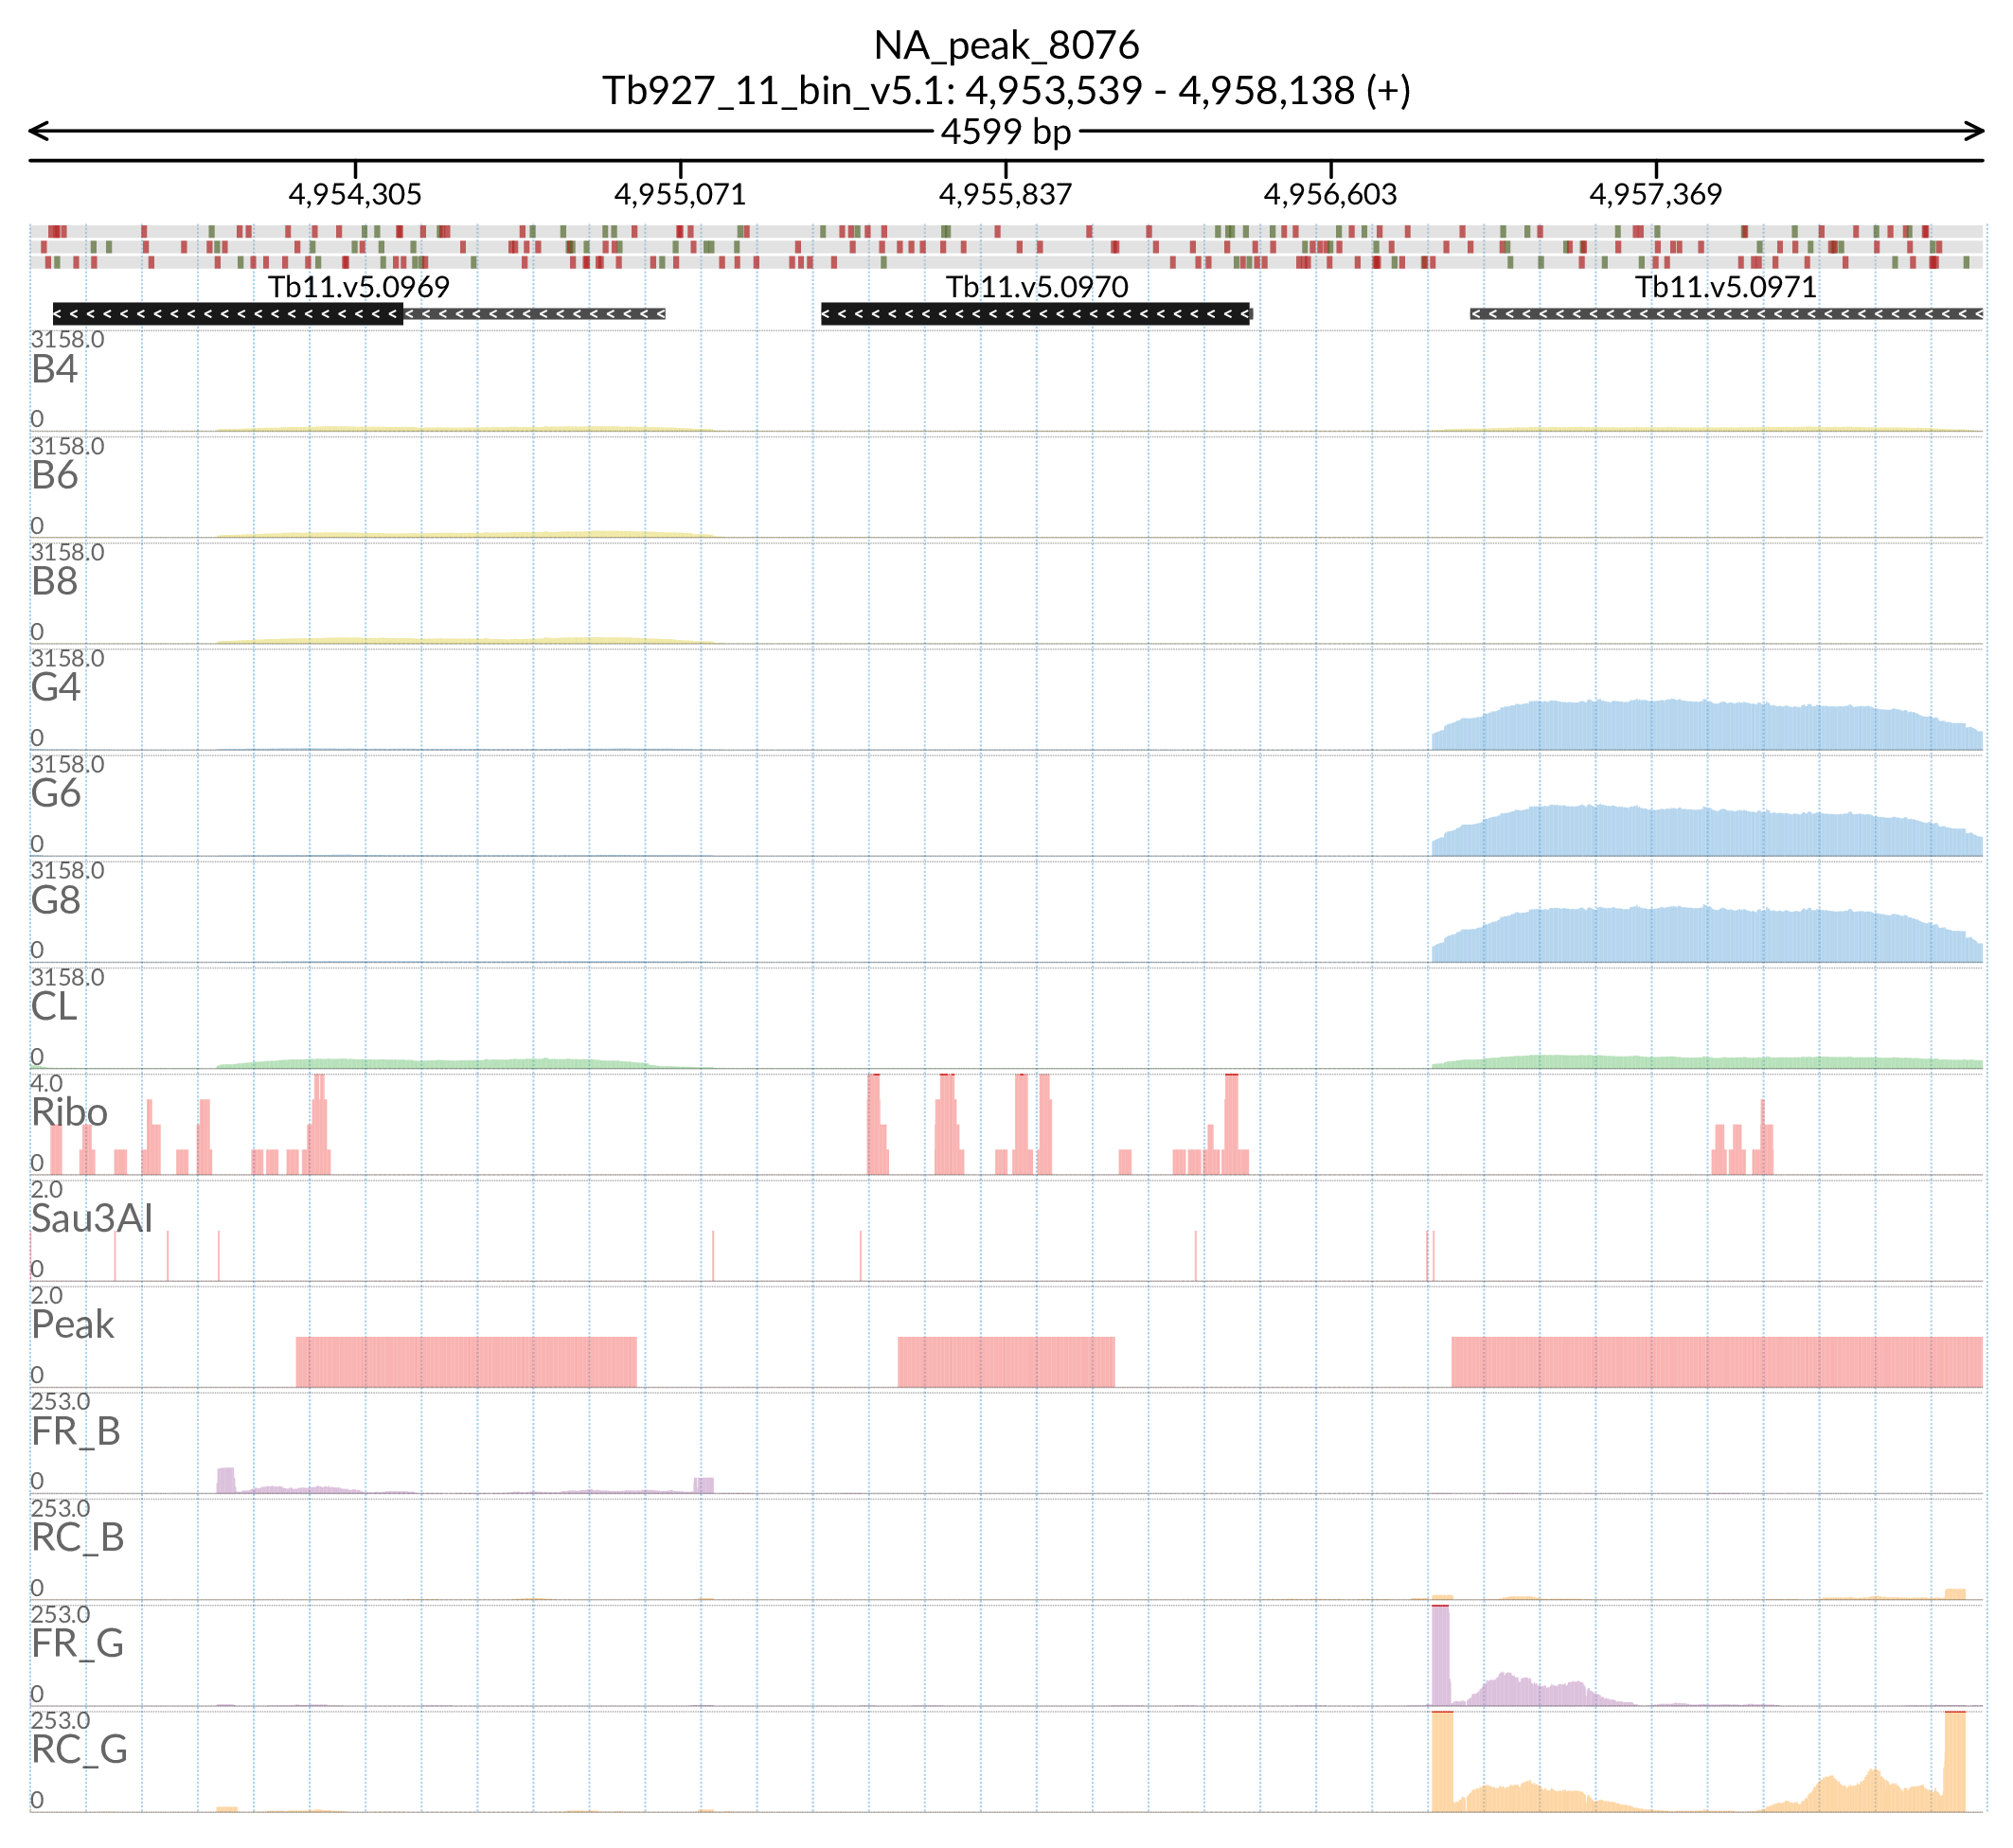 NA_peak_8076
Tb927_11_bin_v5.1: 4,953,539 - 4,958,138 (+)
4599 bp
4,954,305 4,955,071 4,955,837 4,956,603 4,957,369
Tb11.v5.0969 Tb11.v5.0970 Tb11.v5.0971
3158.0
B4
0
3158.0
B6
0
3158.0
B8
0
3158.0
G4
0
3158.0
G6
0
3158.0
G8
0
3158.0
CL
0
4.0
Ribo
0
2.0
Sau3AI
0
2.0
Peak
0
253.0
FR_B
0
253.0
RC_B
0
253.0
FR_G
0
253.0
RC_G
0